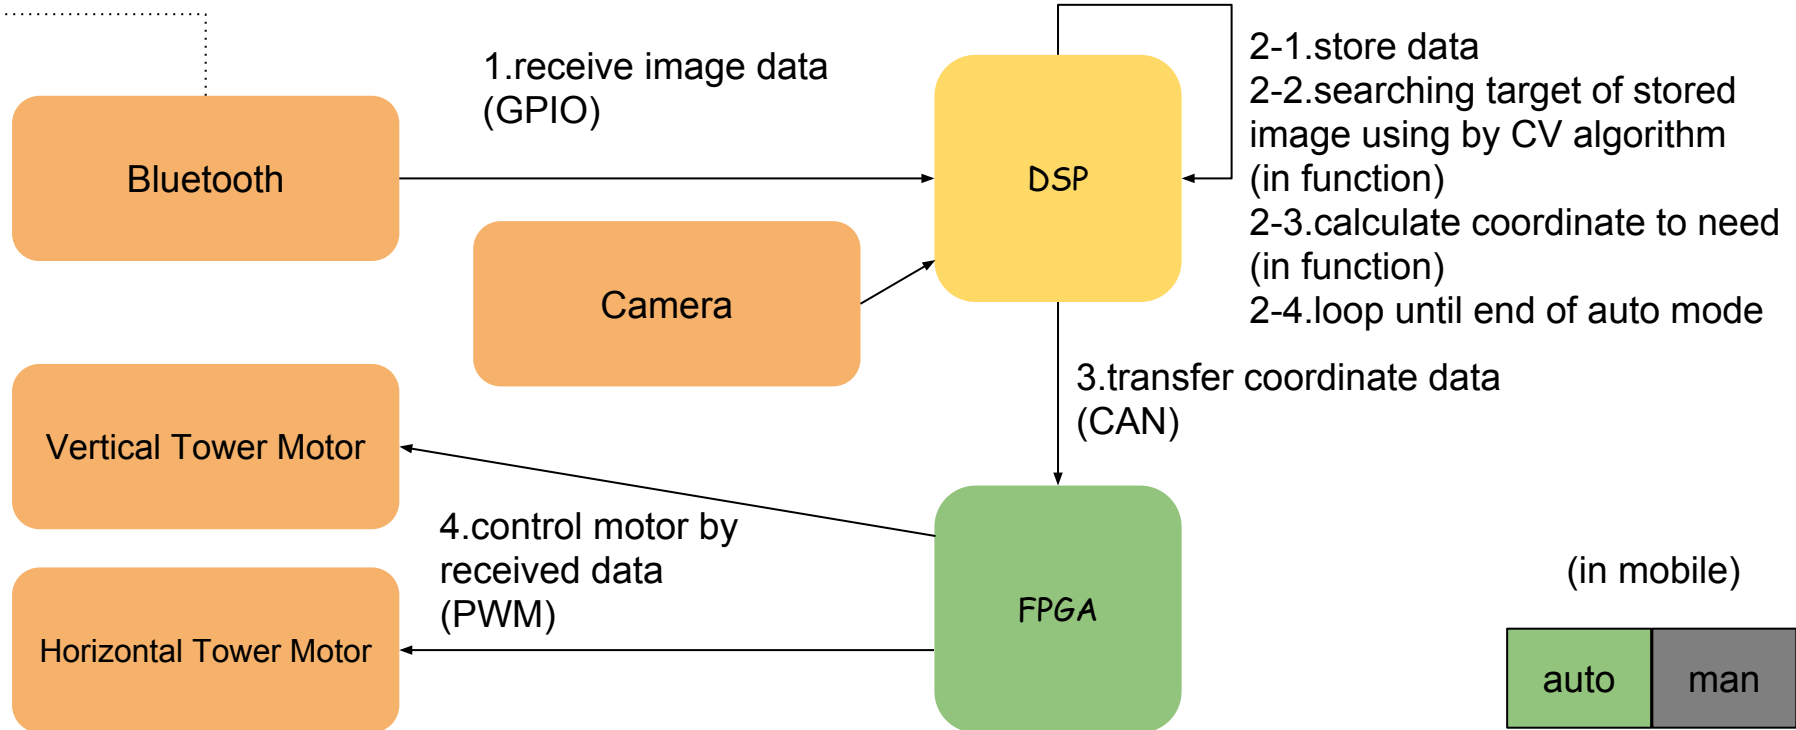 1.receive image data
(GPIO)
Bluetooth
DSP
2-1.store data
2-2.searching target of stored
image using by CV algorithm
(in function)
2-3.calculate coordinate to need
(in function)
2-4.loop until end of auto mode
Camera
3.transfer coordinate data
(CAN)
Vertical Tower Motor
4.control motor by
received data
(PWM)
Horizontal Tower Motor
FPGA
(in mobile)
auto
man